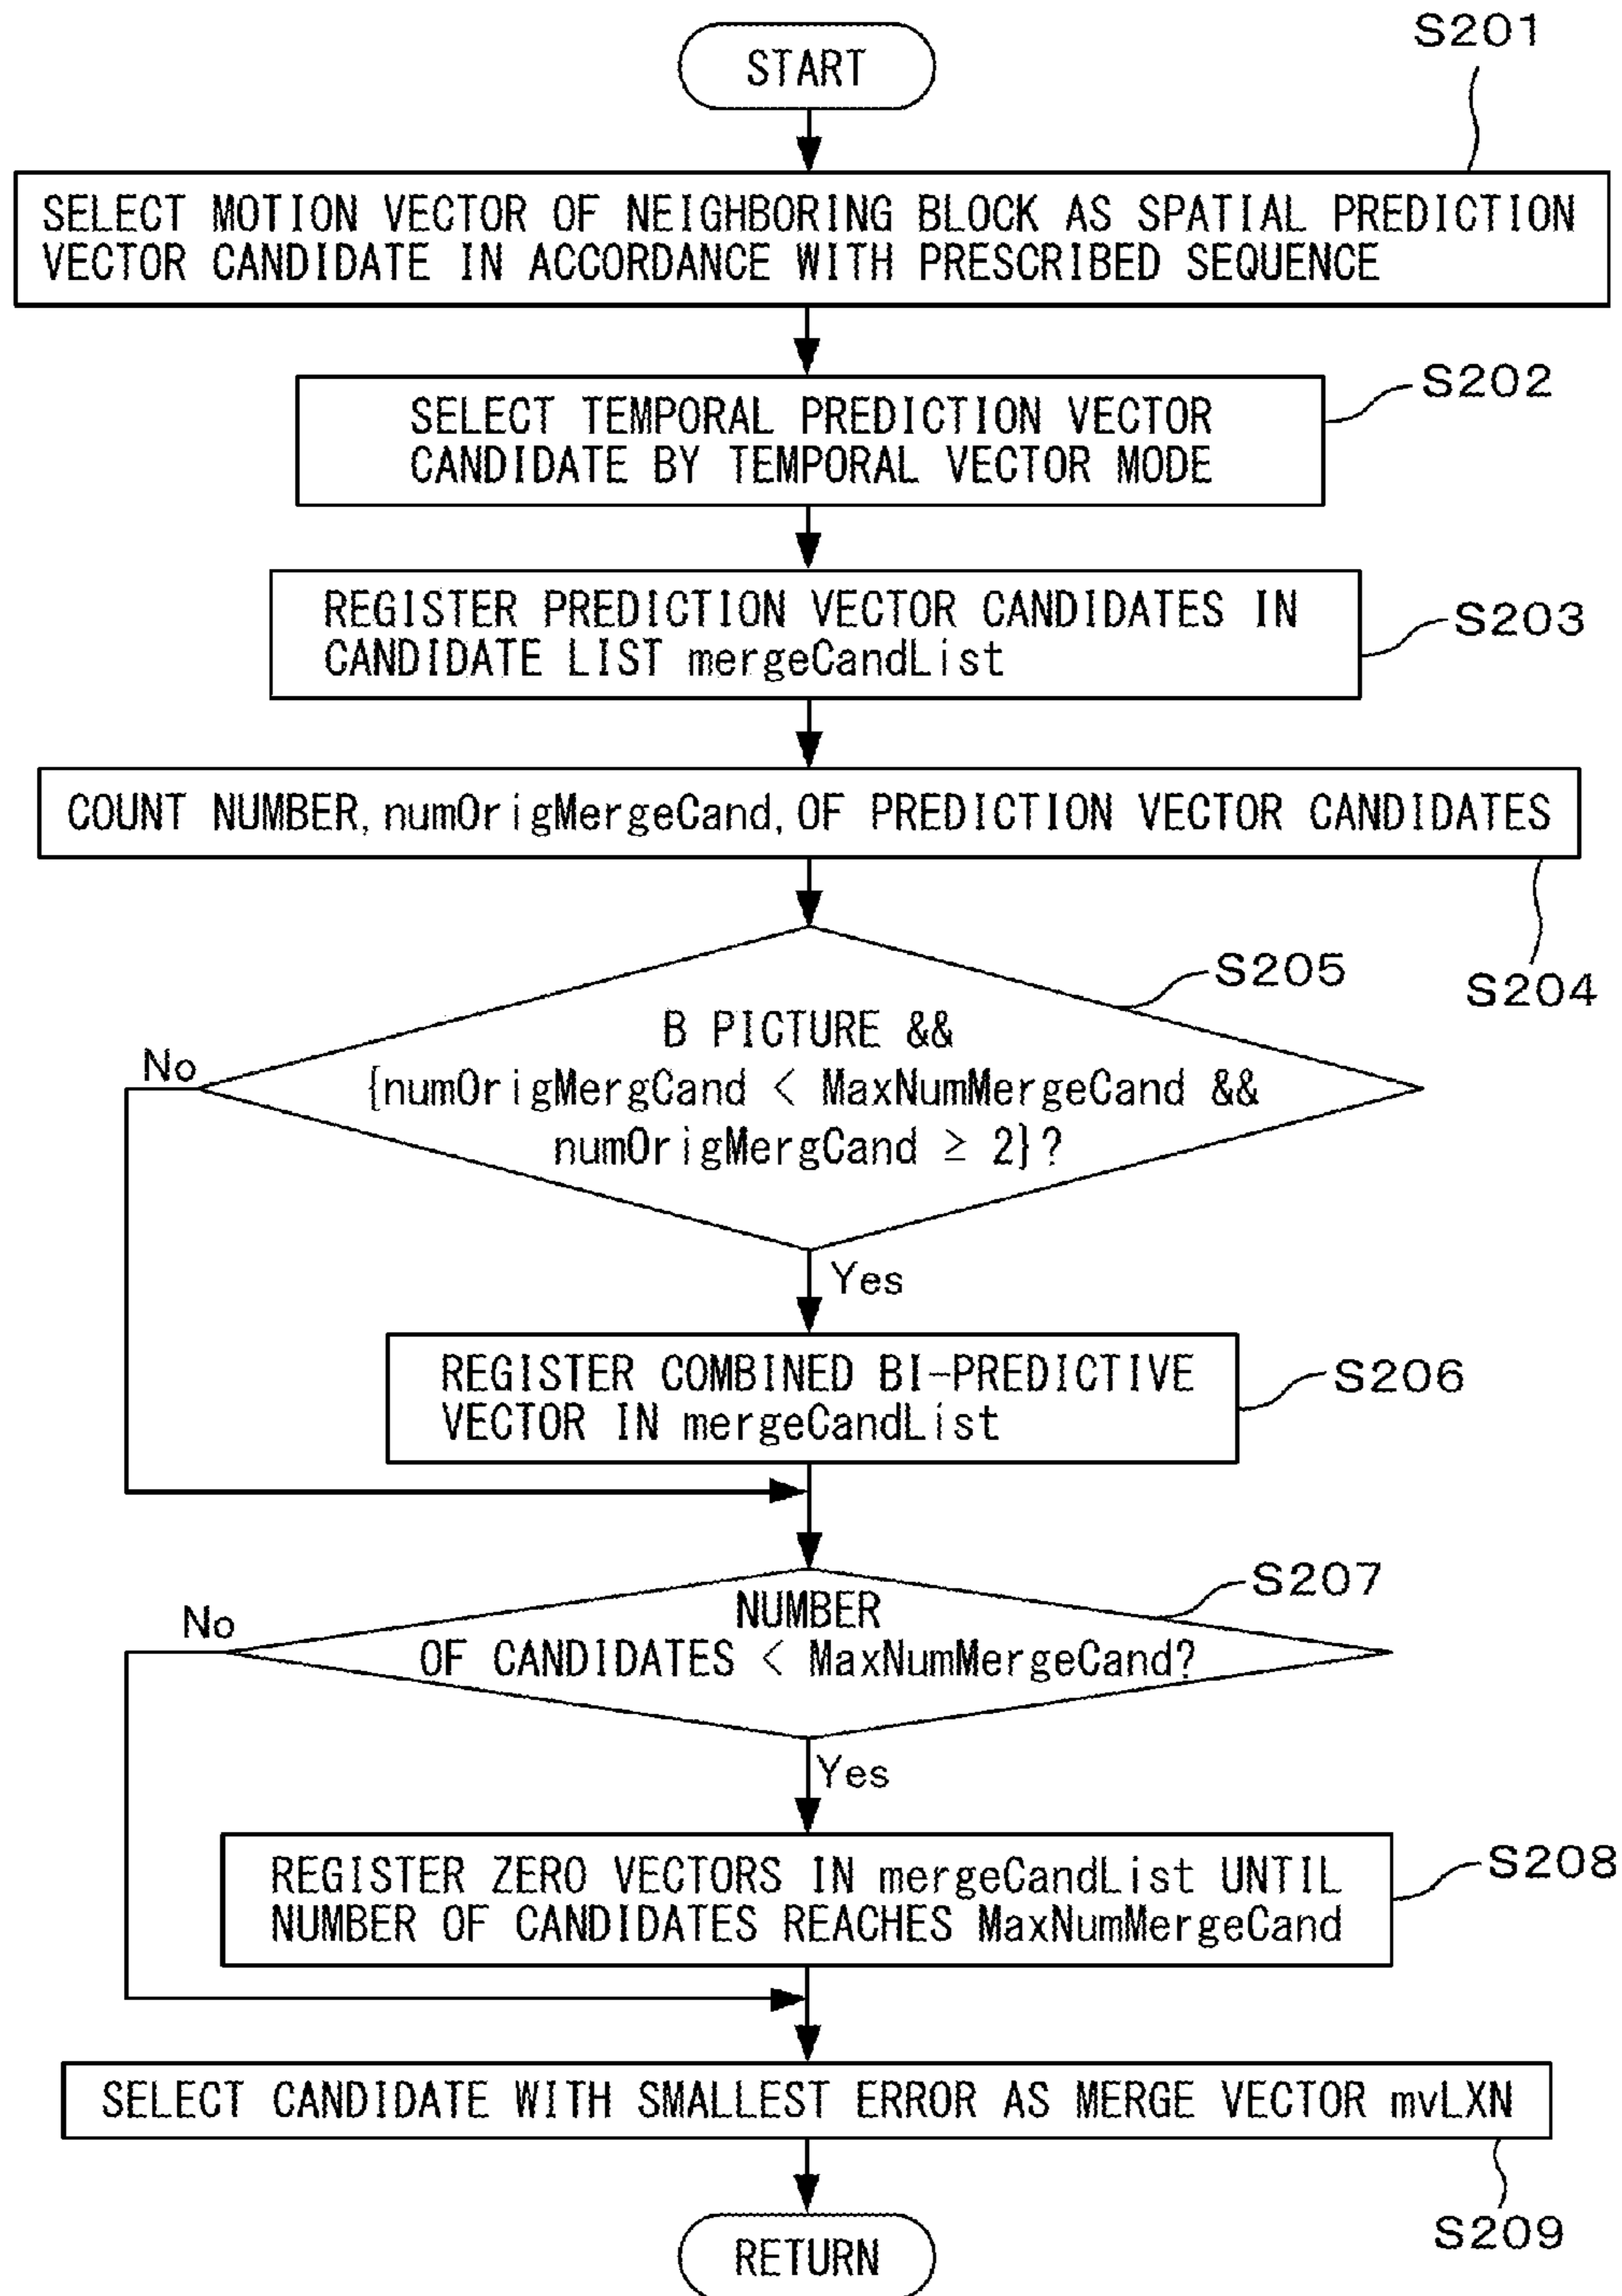 S201
START
SELECT MOTION VECTOR OF NEIGHBORING BLOCK AS SPATIAL PREDICTION
VECTOR CANDIDATE IN ACCORDANCE WITH PRESCRIBED SEQUENCE
S202
SELECT TEMPORAL PREDICTION VECTOR
CANDIDATE BY TEMPORAL VECTOR MODE
S203
REGISTER PREDICTION VECTOR CANDIDATES IN
CANDIDATE LIST mergeCandList
COUNT NUMBER, numOrigMergeCand, OF PREDICTION VECTOR CANDIDATES
S204
S205
B PICTURE &&
{numOrigMergCand < MaxNumMergeCand &&
numOrigMergCand ≥ 2}?
No
Yes
REGISTER COMBINED BI-PREDICTIVE
VECTOR IN mergeCandList
S206
S207
NUMBER
OF CANDIDATES < MaxNumMergeCand?
No
Yes
REGISTER ZERO VECTORS IN mergeCandList UNTIL
NUMBER OF CANDIDATES REACHES MaxNumMergeCand
S208
SELECT CANDIDATE WITH SMALLEST ERROR AS MERGE VECTOR mvLXN
S209
RETURN